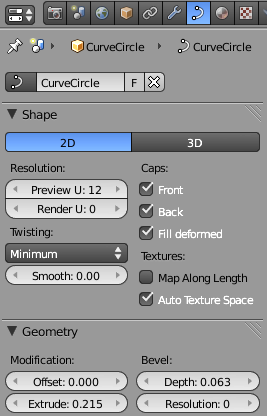 CurveCircle CurveCircle
CurveCircle F
Shape
2D 3D
Resolution: Caps:
Preview U: 12 Front
Render U: 0 Back
Twisting: Fill deformed
Minimum Textures:
Smooth: 0.00 Map Along Length
Auto Texture Space
Geometry
Modification: Bevel:
Offset: 0.000 Depth: 0.063
Extrude: 0.215 Resolution: 0